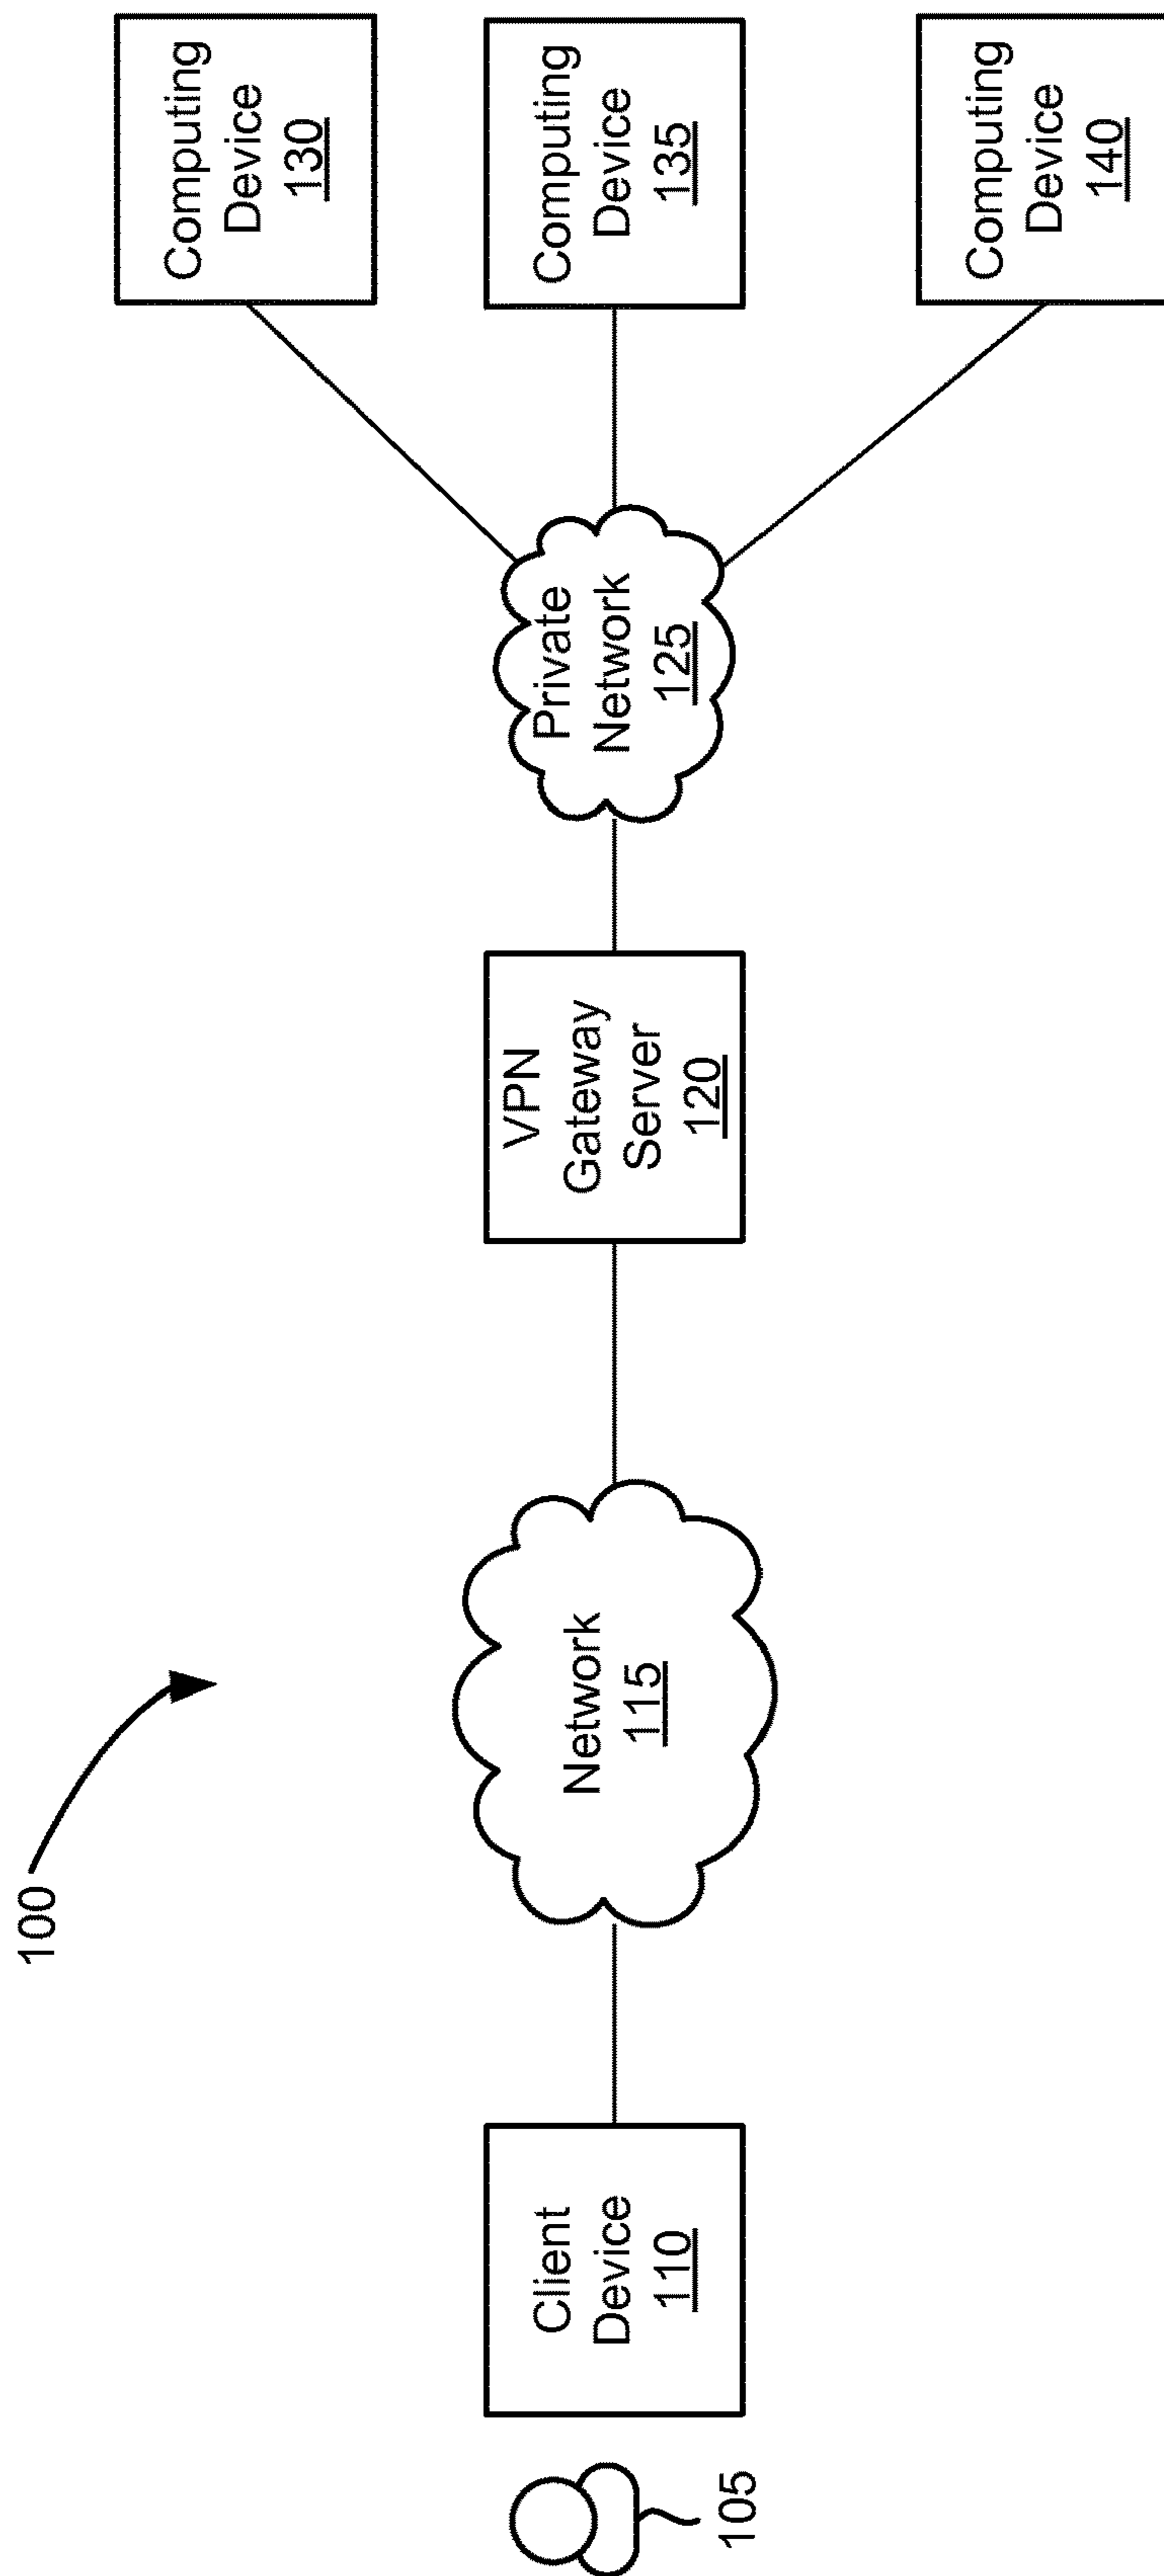 100
105
Client
Device
110
Network
115
VPN
Gateway
Server
120
Private
Network
125
Computing
Device
130
Computing
Device
135
Computing
Device
140